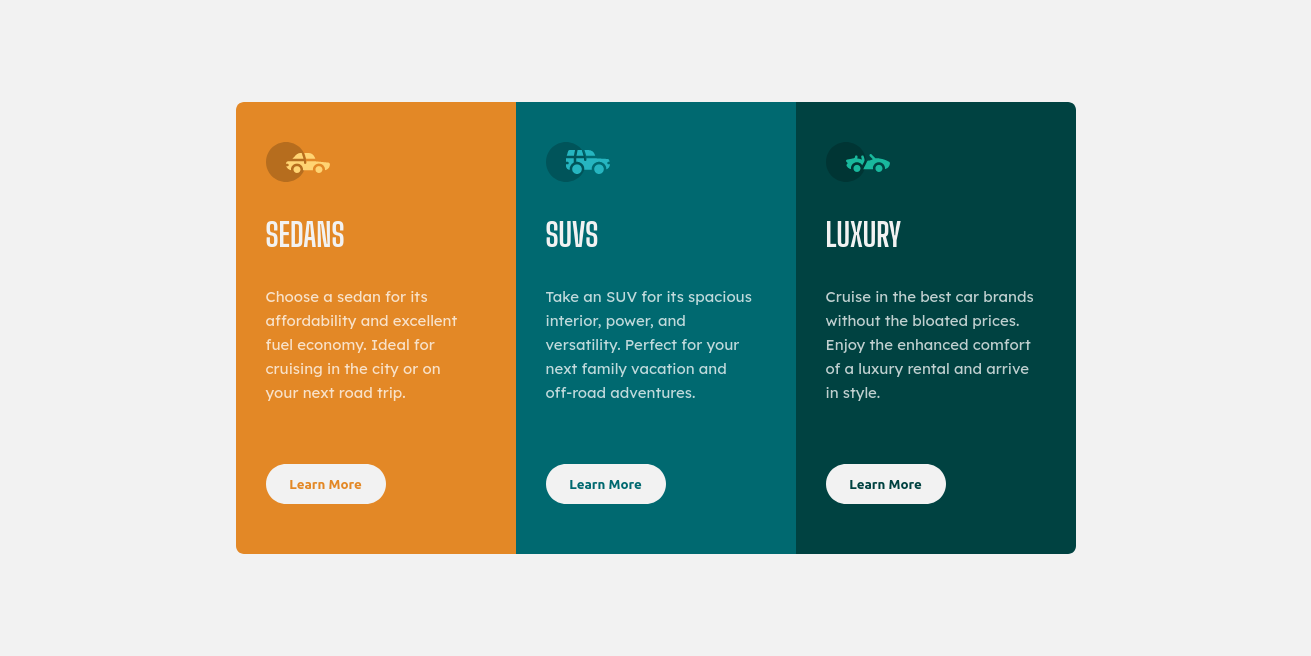 SEDANS
Choose a sedan for its
affordability and excellent
fuel economy. Ideal for
cruising in the city or on
your next road trip.
Learn More
SUVS
Take an SUV for its spacious
interior, power, and
versatility. Perfect for your
next family vacation and
off-road adventures.
Learn More
LUXURY
Cruise in the best car brands
without the bloated prices.
Enjoy the enhanced comfort
of a luxury rental and arrive
in style.
Learn More